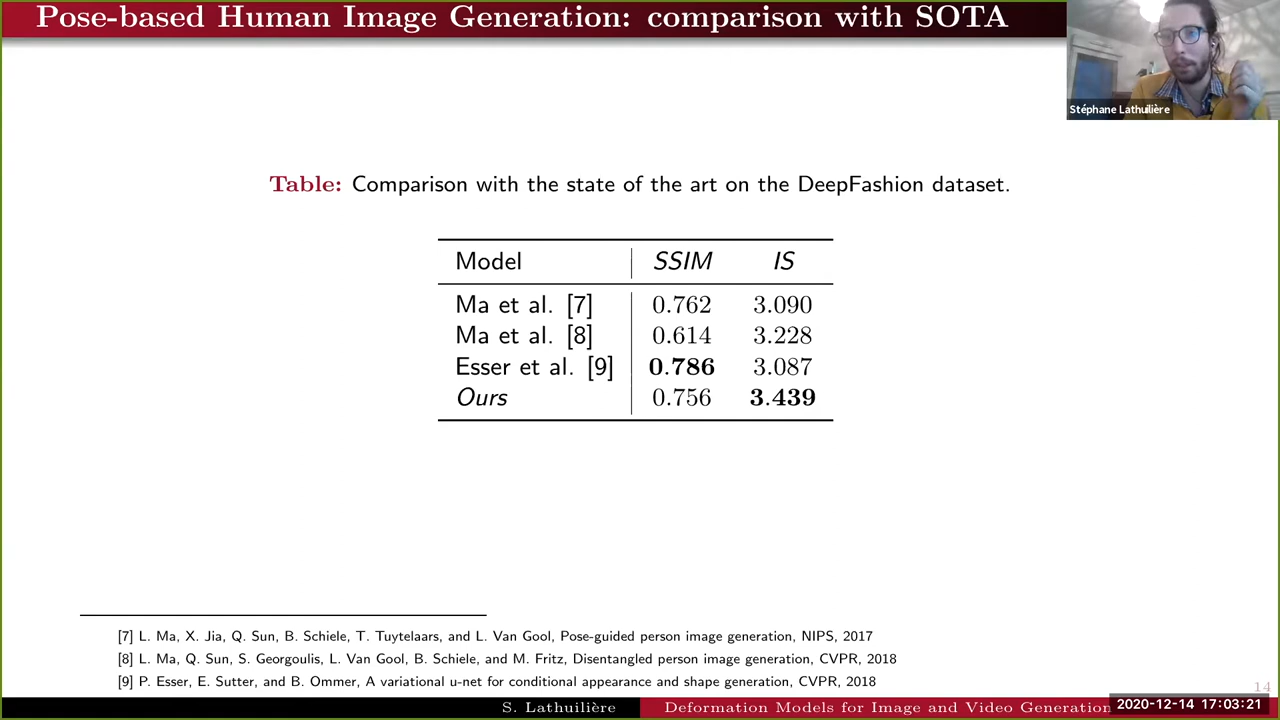 Pose-based Human Image Generation: comparison with SOTA
Stéphane Lathuilière
Table: Comparison with the state of the art on the DeepFashion dataset.
Model SSIM IS
Ma et al. [7] 0.762 3.090
Ma et al. [8] 0.614 3.228
Esser et al. [9] 0.786 3.087
Ours 0.756 3.439
[7] L. Ma, X. Jia, Q. Sun, B. Schiele, T. Tuytelaars, and L. Van Gool, Pose-guided person image generation, NIPS, 2017
[8] L. Ma, Q. Sun, S. Georgoulis, L. Van Gool, B. Schiele, and M. Fritz, Disentangled person image generation, CVPR, 2018
[9] P. Esser, E. Sutter, and B. Ommer, A variational u-net for conditional appearance and shape generation, CVPR, 2018
14
S. Lathuilière Deformation Models for Image and Video Generation
2020-12-14 17:03:21